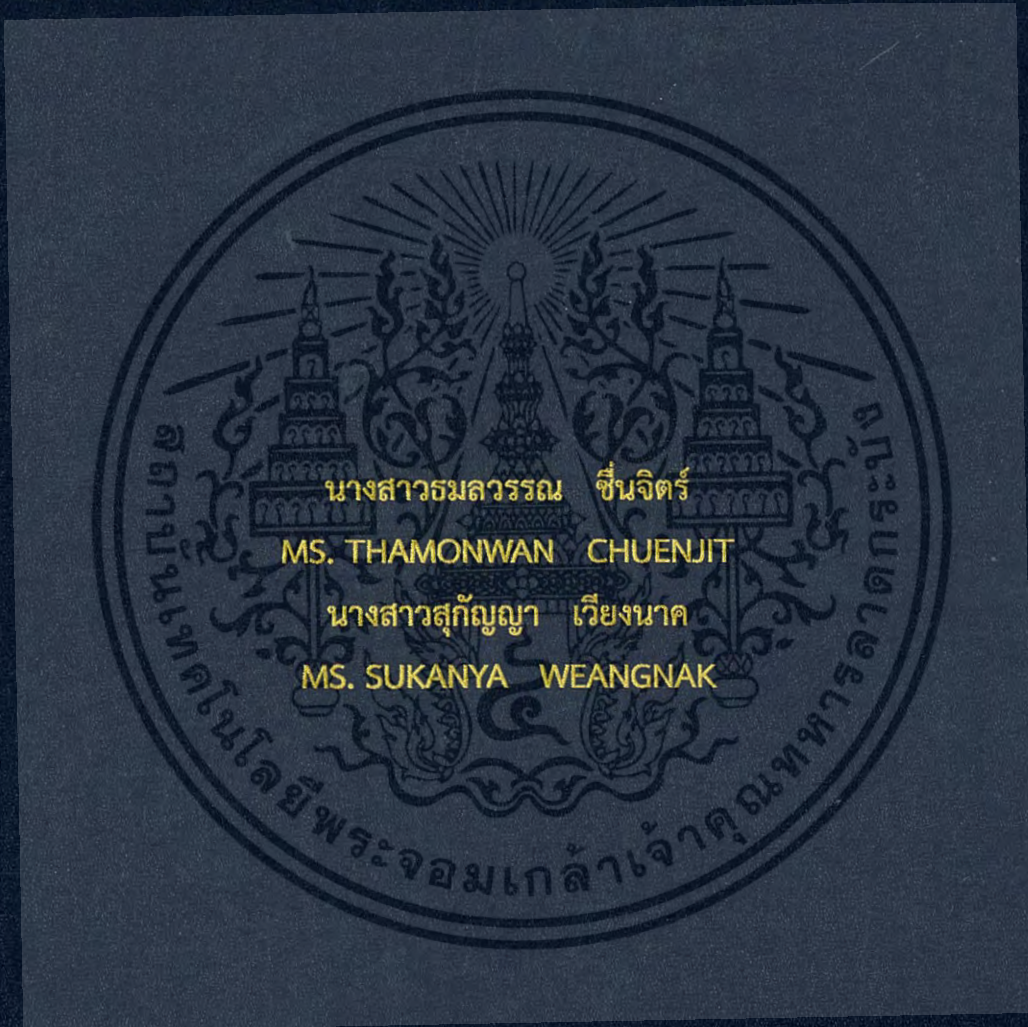 นางสาวธมลวรรณ ชื่นจิตร์
MS. THAMONWAN CHUENJIT
นางสาวสุกัญญา เวียงนาค
MS. SUKANYA WEANGNAK
สถาบันเทคโนโลยีพระจอมเกล้าเจ้าคุณทหารลาดกระบัง